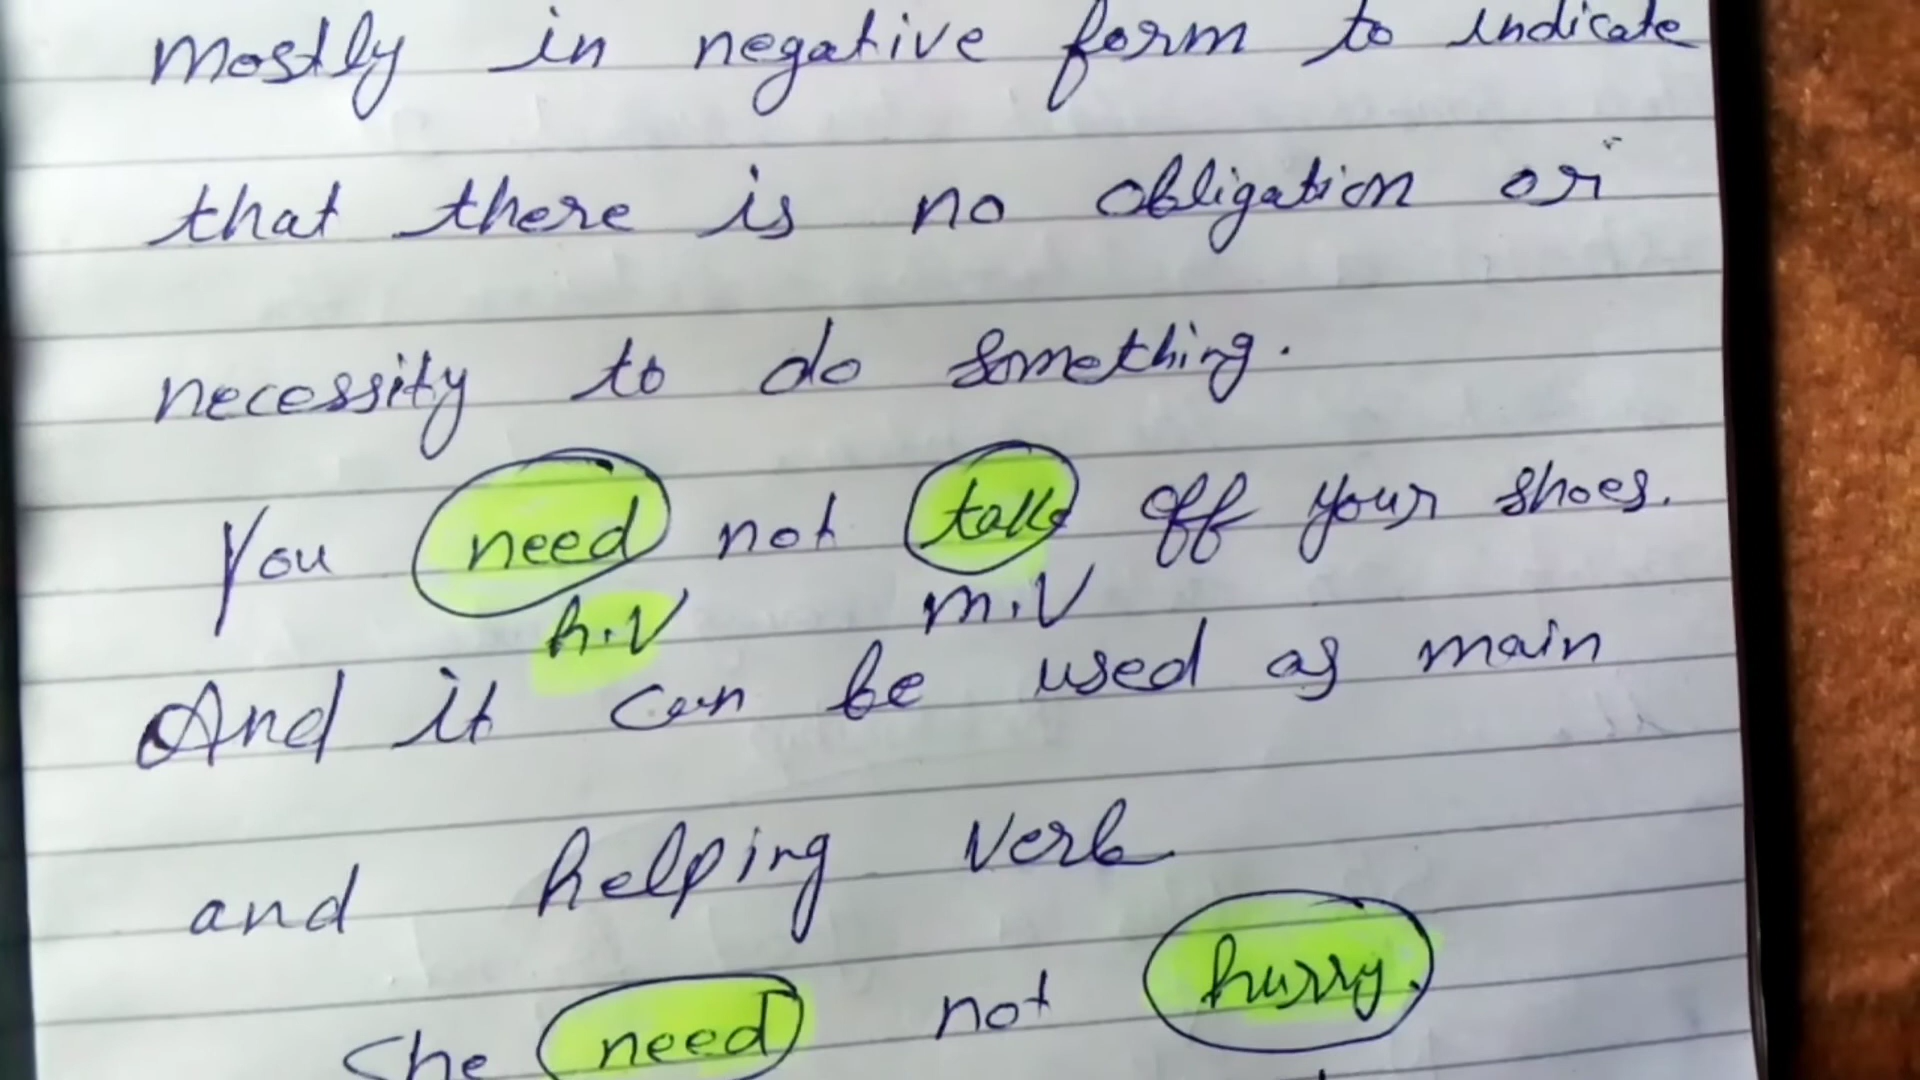 mostly in negative form to indicate
that there is no obligation or
necessity to do something.
You need not take off your shoes.
h.v m.v
And it can be used as main
and helping verb
She need not hurry.